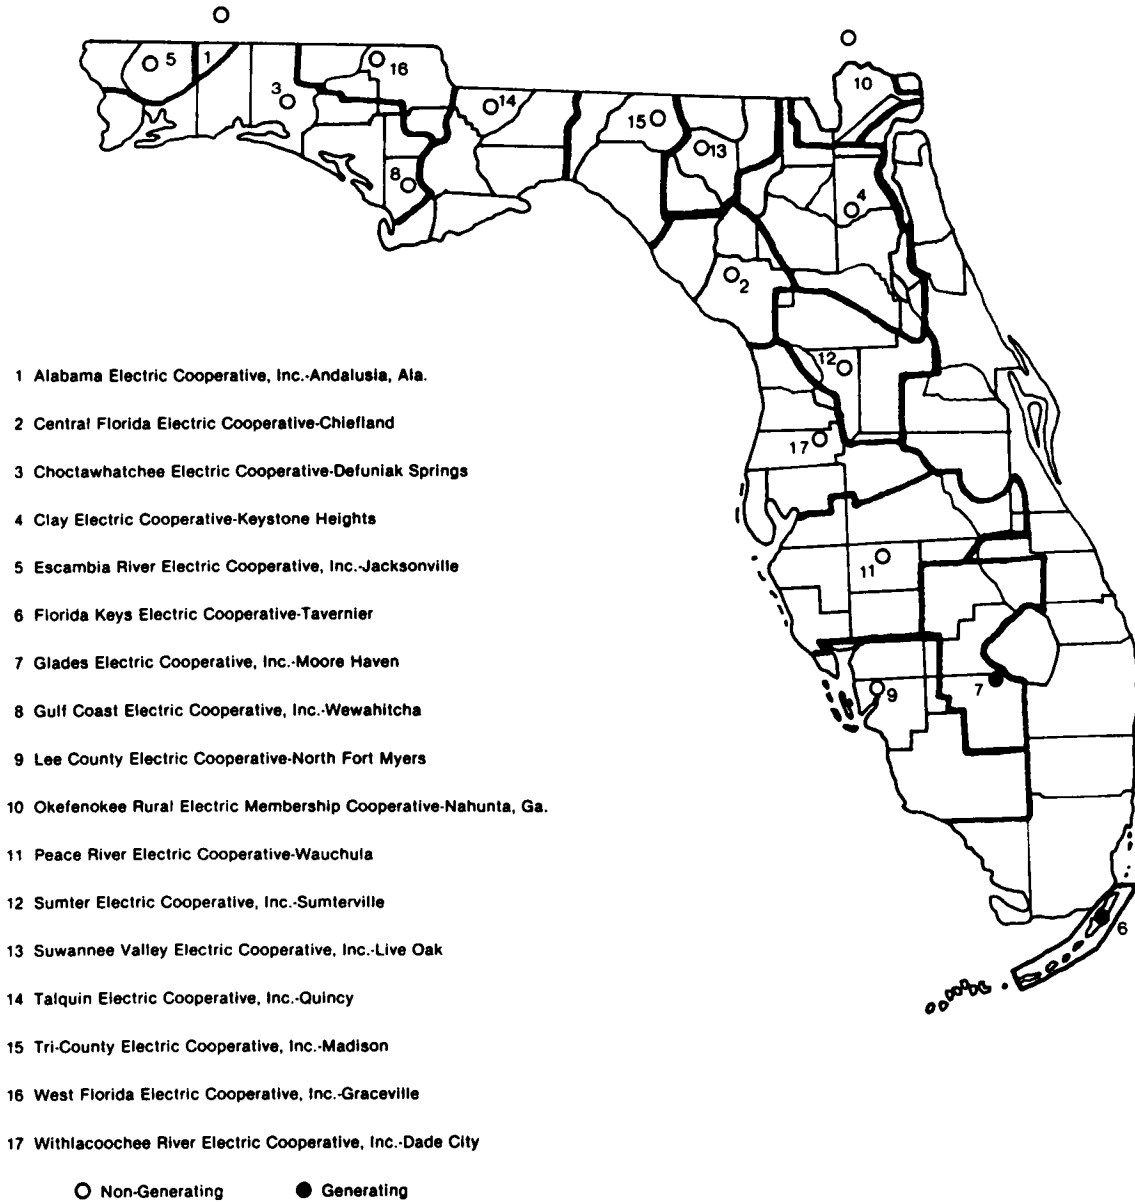 5
1
16
3
14
15
13
10
8
4
2
12
17
11
9
7
6
1 Alabama Electric Cooperative, Inc.-Andalusia, Ala.
2 Central Florida Electric Cooperative-Chiefland
3 Choctawhatchee Electric Cooperative-Defuniak Springs
4 Clay Electric Cooperative-Keystone Heights
5 Escambia River Electric Cooperative, Inc.-Jacksonville
6 Florida Keys Electric Cooperative-Tavernier
7 Glades Electric Cooperative, Inc.-Moore Haven
8 Gulf Coast Electric Cooperative, Inc.-Wewahitcha
9 Lee County Electric Cooperative-North Fort Myers
10 Okefenokee Rural Electric Membership Cooperative-Nahunta, Ga.
11 Peace River Electric Cooperative-Wauchula
12 Sumter Electric Cooperative, Inc.-Sumterville
13 Suwannee Valley Electric Cooperative, Inc.-Live Oak
14 Talquin Electric Cooperative, Inc.-Quincy
15 Tri-County Electric Cooperative, Inc.-Madison
16 West Florida Electric Cooperative, Inc.-Graceville
17 Withlacoochee River Electric Cooperative, Inc.-Dade City
Non-Generating Generating